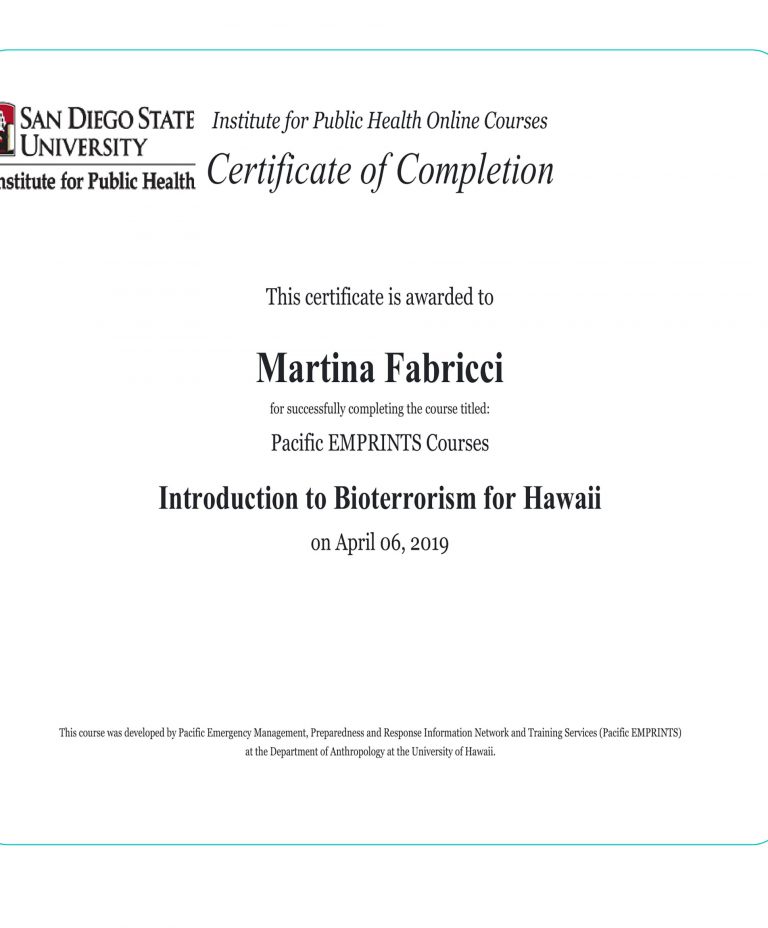 SAN DIEGO STATE
UNIVERSITY
nstitute for Public Health
Institute for Public Health Online Courses
Certificate of Completion
This certificate is awarded to
Martina Fabricci
for successfully completing the course titled:
Pacific EMPRINTS Courses
Introduction to Bioterrorism for Hawaii
on April 06, 2019
This course was developed by Pacific Emergency Management, Preparedness and Response Information Network and Training Services (Pacific EMPRINTS)
at the Department of Anthropology at the University of Hawaii.